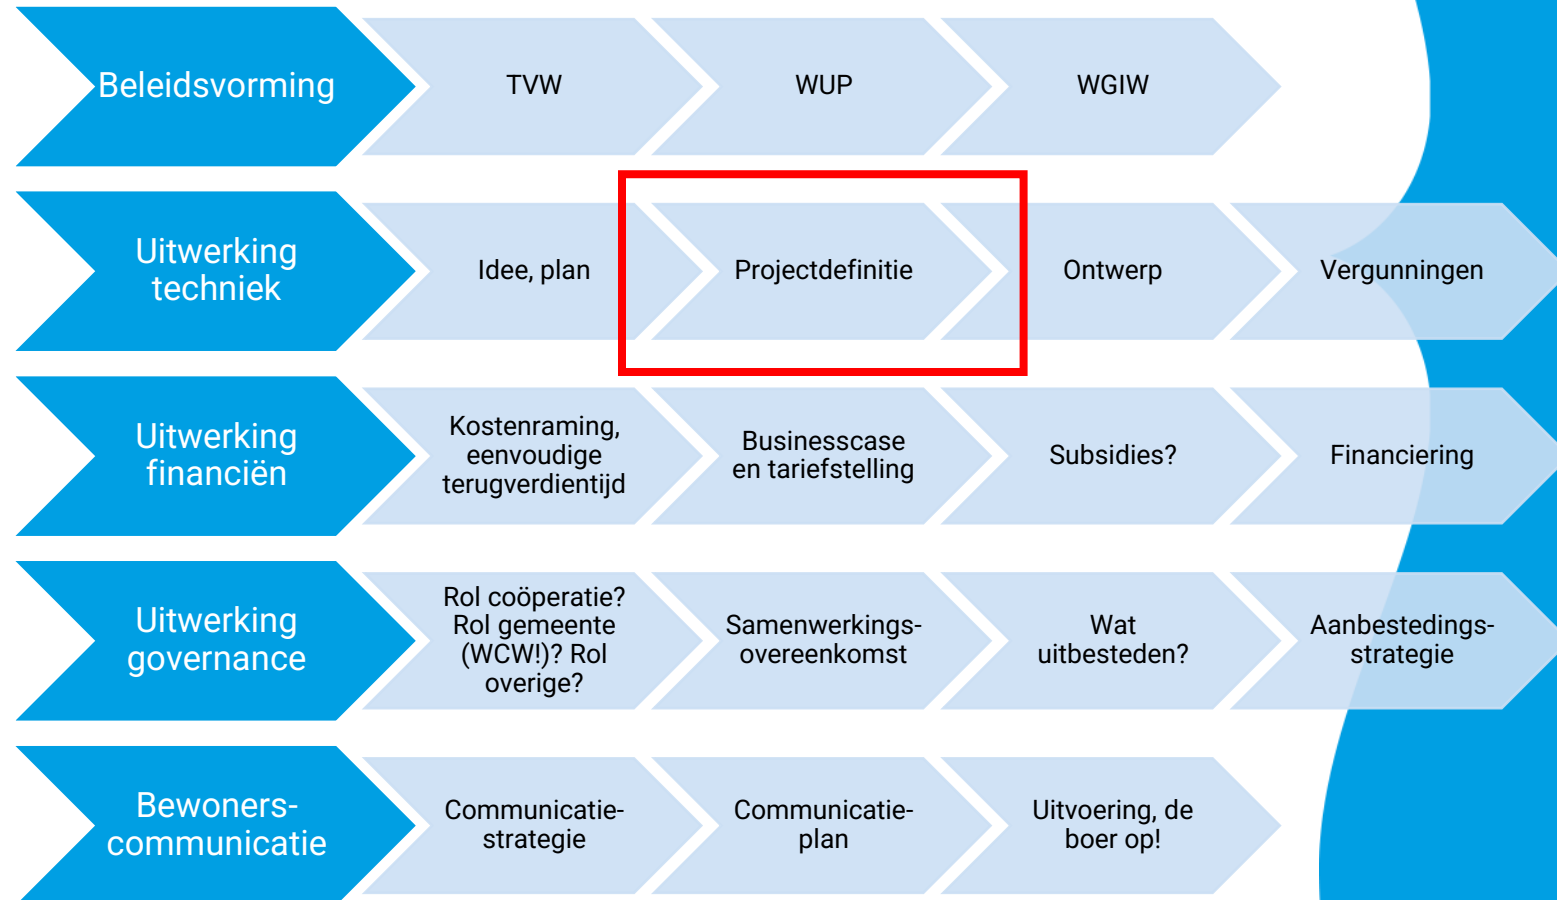 Beleidsvorming
TVW
WUP
WGIW
Uitwerking
techniek
Idee, plan
Projectdefinitie
Ontwerp
Vergunningen
Uitwerking
financiën
Kostenraming,
eenvoudige
terugverdientijd
Businesscase
en tariefstelling
Subsidies?
Financiering
Uitwerking
governance
Rol coöperatie?
Rol gemeente
(WCW!)? Rol
overige?
Samenwerkings-
overeenkomst
Wat
uitbesteden?
Aanbestedings-
strategie
Bewoners-
communicatie
Communicatie-
strategie
Communicatie-
plan
Uitvoering, de
boer op!